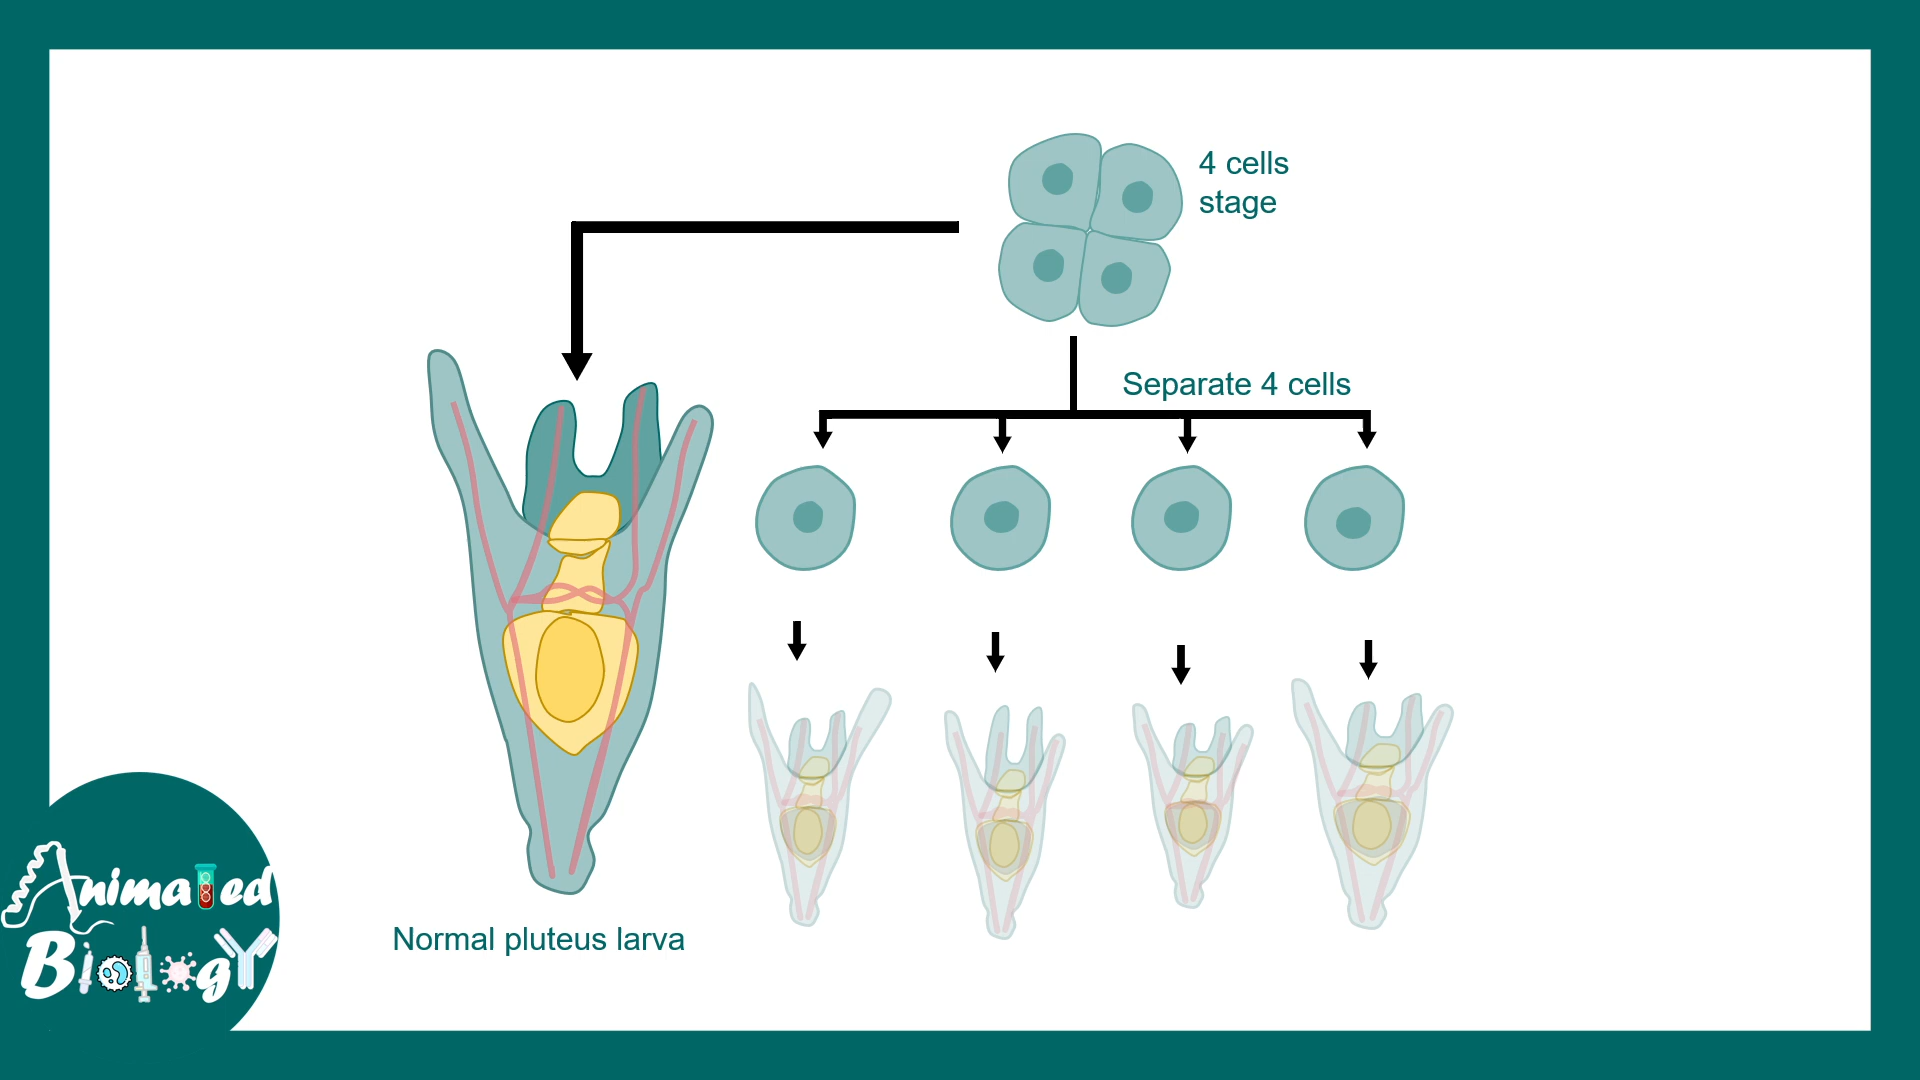 4 cells
stage
Separate 4 cells
Normal pluteus larva
Animated
Biology